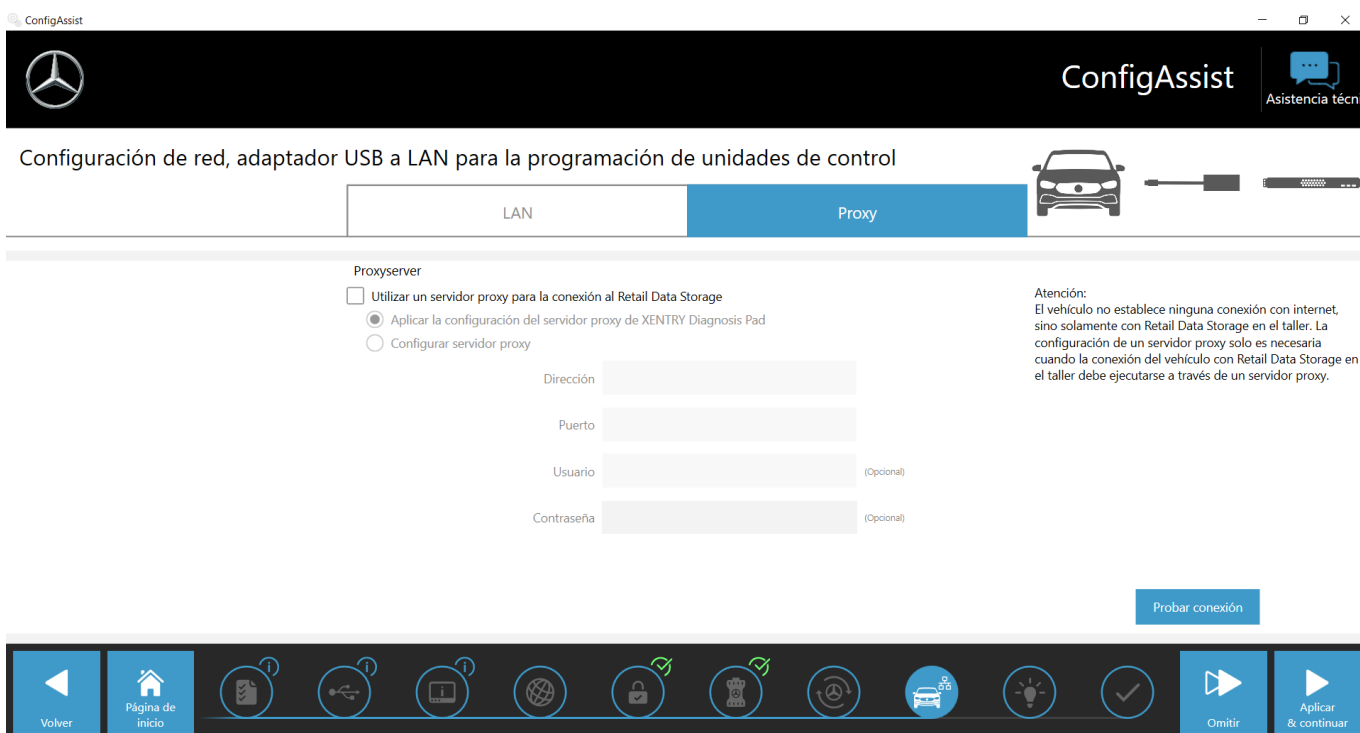 ConfigAssist
ConfigAssist
Asistencia técni
Configuración de red, adaptador USB a LAN para la programación de unidades de control
LAN
Proxy
Proxyserver
Utilizar un servidor proxy para la conexión al Retail Data Storage
Aplicar la configuración del servidor proxy de XENTRY Diagnosis Pad
Configurar servidor proxy
Dirección
Puerto
Usuario
(Opcional)
Contraseña
(Opcional)
Atención:
El vehículo no establece ninguna conexión con internet,
sino solamente con Retail Data Storage en el taller. La
configuración de un servidor proxy solo es necesaria
cuando la conexión del vehículo con Retail Data Storage en
el taller debe ejecutarse a través de un servidor proxy.
Probar conexión
Volver
Página de
inicio
Omitir
Aplicar
& continuar